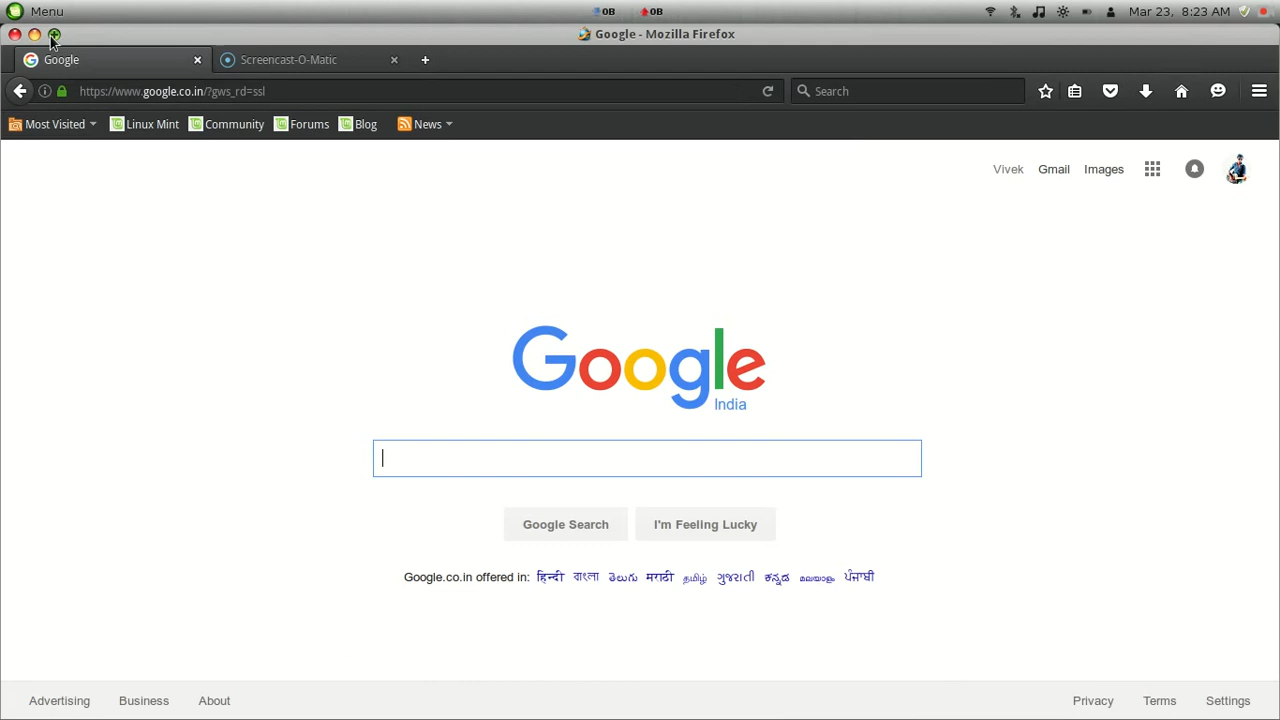 Menu 0B 0B Mar 23, 8:23 AM
Google - Mozilla Firefox
Google Screencast-O-Matic
https://www.google.co.in/?gws_rd=ssl Search
Most Visited Linux Mint Community Forums Blog News
Vivek Gmail Images
Google
India
Google Search I'm Feeling Lucky
Google.co.in offered in: हिन्दी বাংলা తెలుగు मराठी தமிழ் ગુજરાતી ಕನ್ನಡ മലയാളം ਪੰਜਾਬੀ
Advertising Business About Privacy Terms Settings